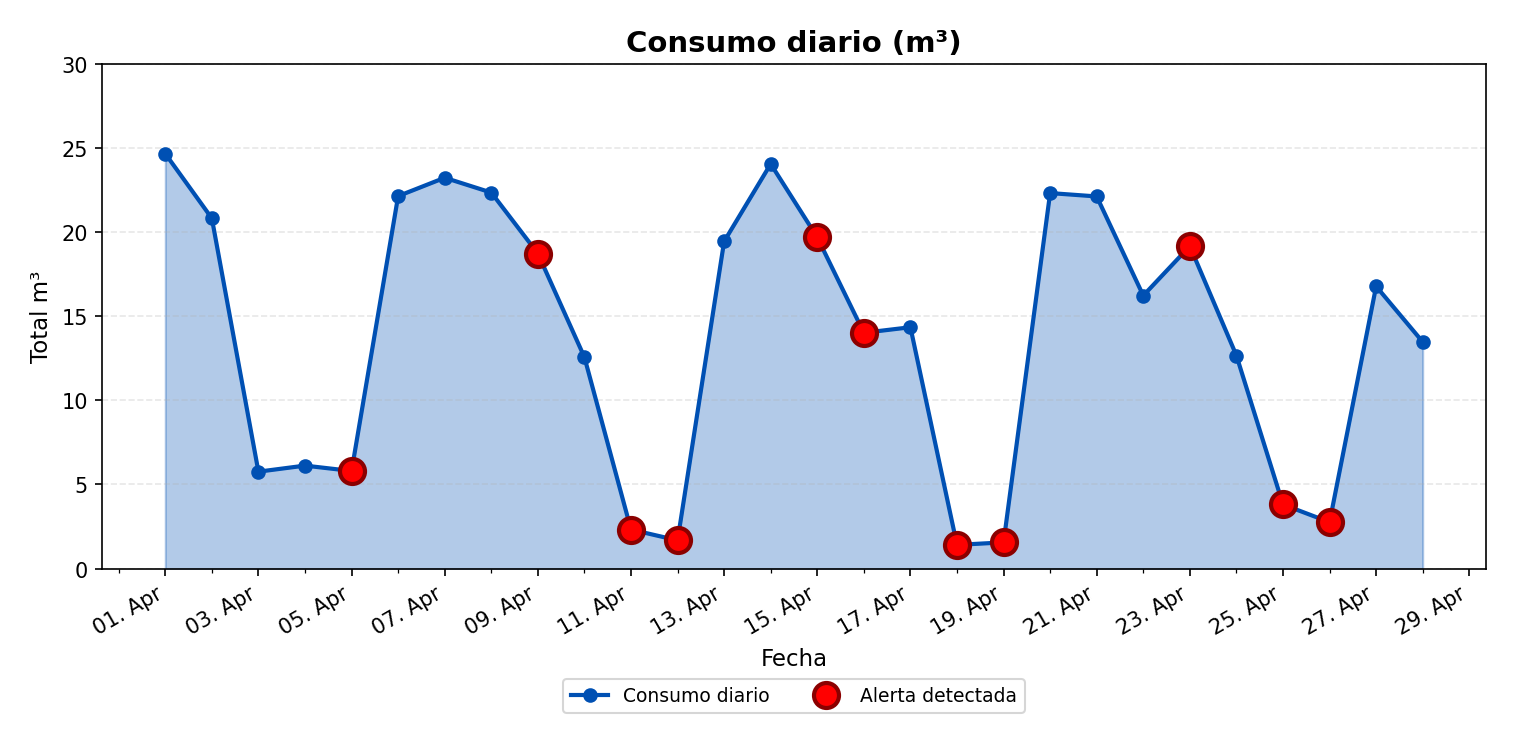 Consumo diario (m³)
30
25
20
15
10
5
0
Total m³
01. Apr
03. Apr
05. Apr
07. Apr
09. Apr
11. Apr
13. Apr
15. Apr
17. Apr
19. Apr
21. Apr
23. Apr
25. Apr
27. Apr
29. Apr
Fecha
Consumo diario
Alerta detectada